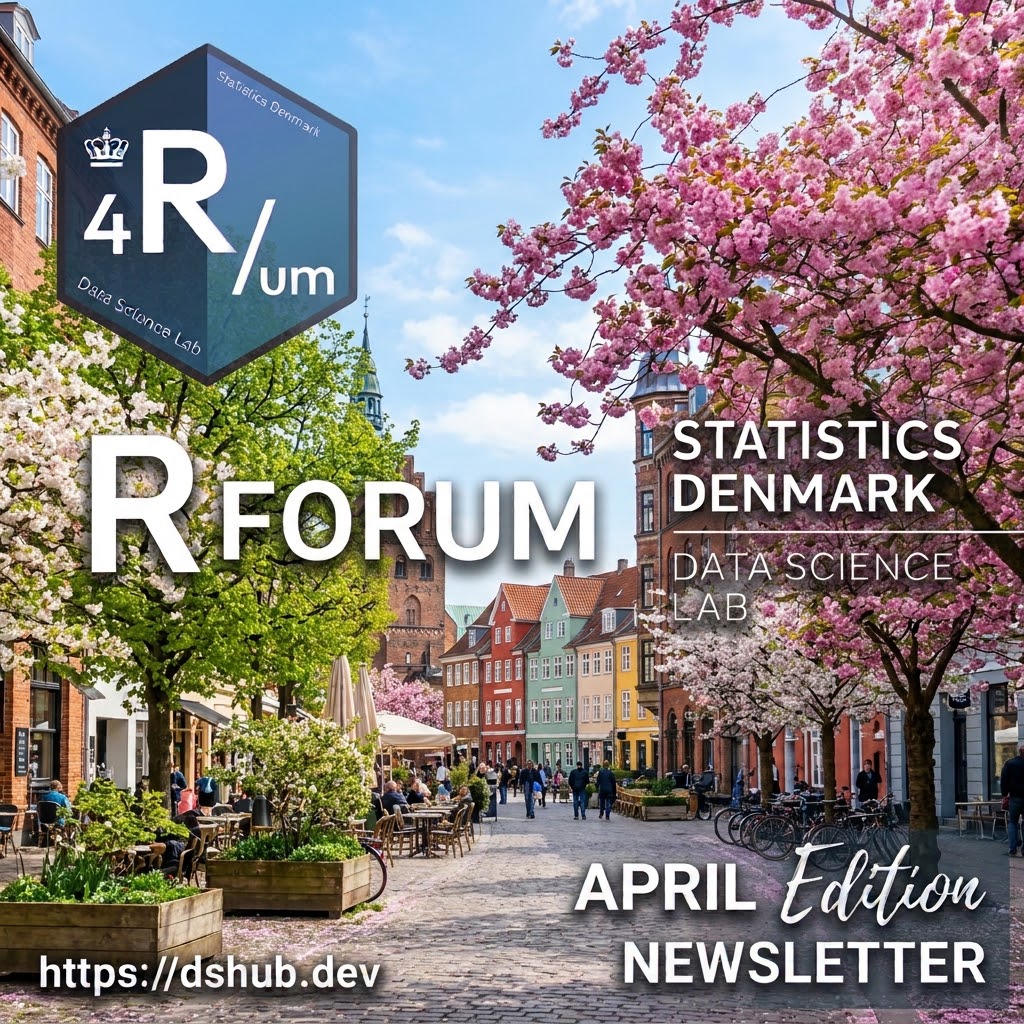 Statistics Denmark
4R/um
Data Science Lab
R FORUM
STATISTICS
DENMARK
DATA SCIENCE
LAB
APRIL Edition
NEWSLETTER
https://dshub.dev